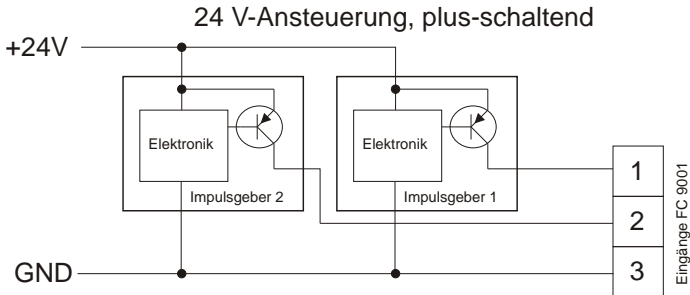 24 V-Ansteuerung, plus-schaltend
+24V
Elektronik
Impulsgeber 2
Elektronik
Impulsgeber 1
1
2
3
Eingänge FC 9001
GND